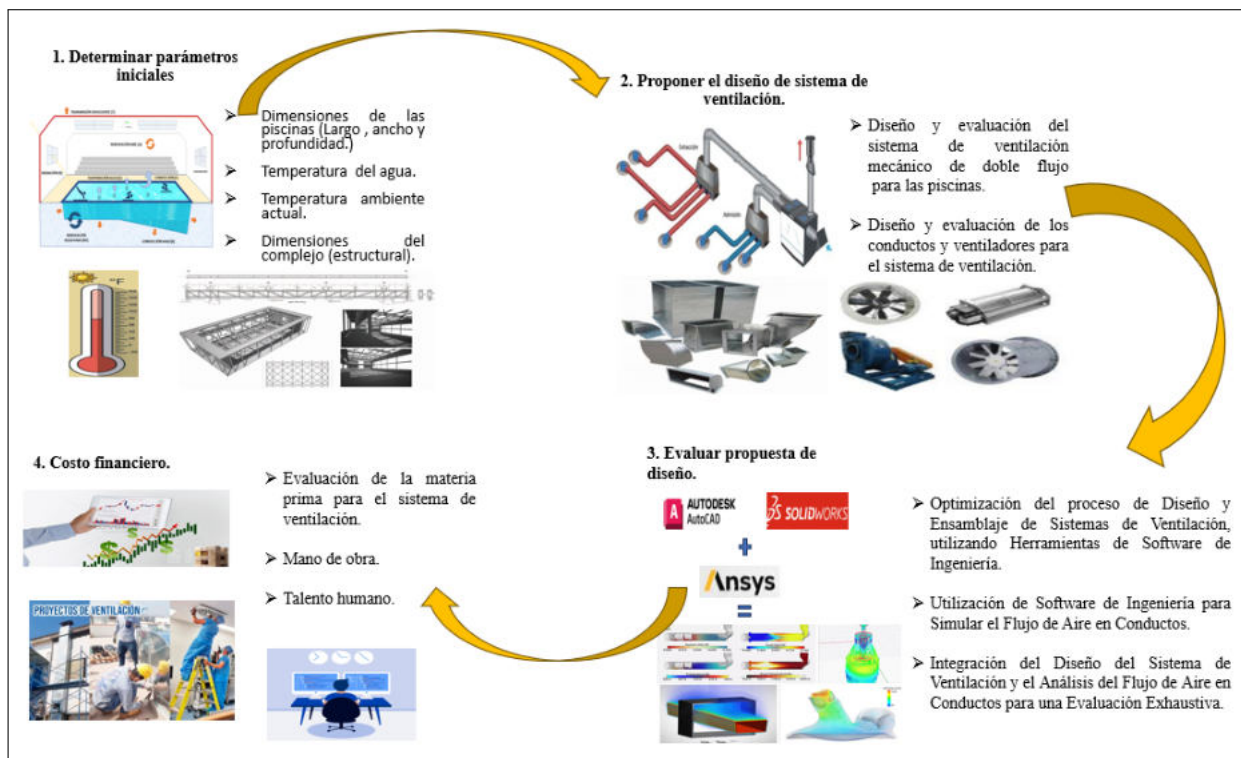 1. Determinar parámetros
iniciales
➢ Dimensiones de las
piscinas (Largo , ancho y
profundidad.)
➢ Temperatura del agua.
➢ Temperatura ambiente
actual.
➢ Dimensiones del
complejo (estructural).
°F
2. Proponer el diseño de sistema de
ventilación.
➢ Diseño y evaluación del
sistema de ventilación
mecánico de doble flujo
para las piscinas.
➢ Diseño y evaluación de los
conductos y ventiladores para
el sistema de ventilación.
3. Evaluar propuesta de
diseño.
A AUTODESK
AutoCAD
SOLIDWORKS
+
Ansys
=
➢ Optimización del proceso de Diseño y
Ensamblaje de Sistemas de Ventilación,
utilizando Herramientas de Software de
Ingeniería.
➢ Utilización de Software de Ingeniería para
Simular el Flujo de Aire en Conductos.
➢ Integración del Diseño del Sistema de
Ventilación y el Análisis del Flujo de Aire en
Conductos para una Evaluación Exhaustiva.
4. Costo financiero.
➢ Evaluación de la materia
prima para el sistema de
ventilación.
➢ Mano de obra.
➢ Talento humano.
PROYECTOS DE VENTILACIÓN